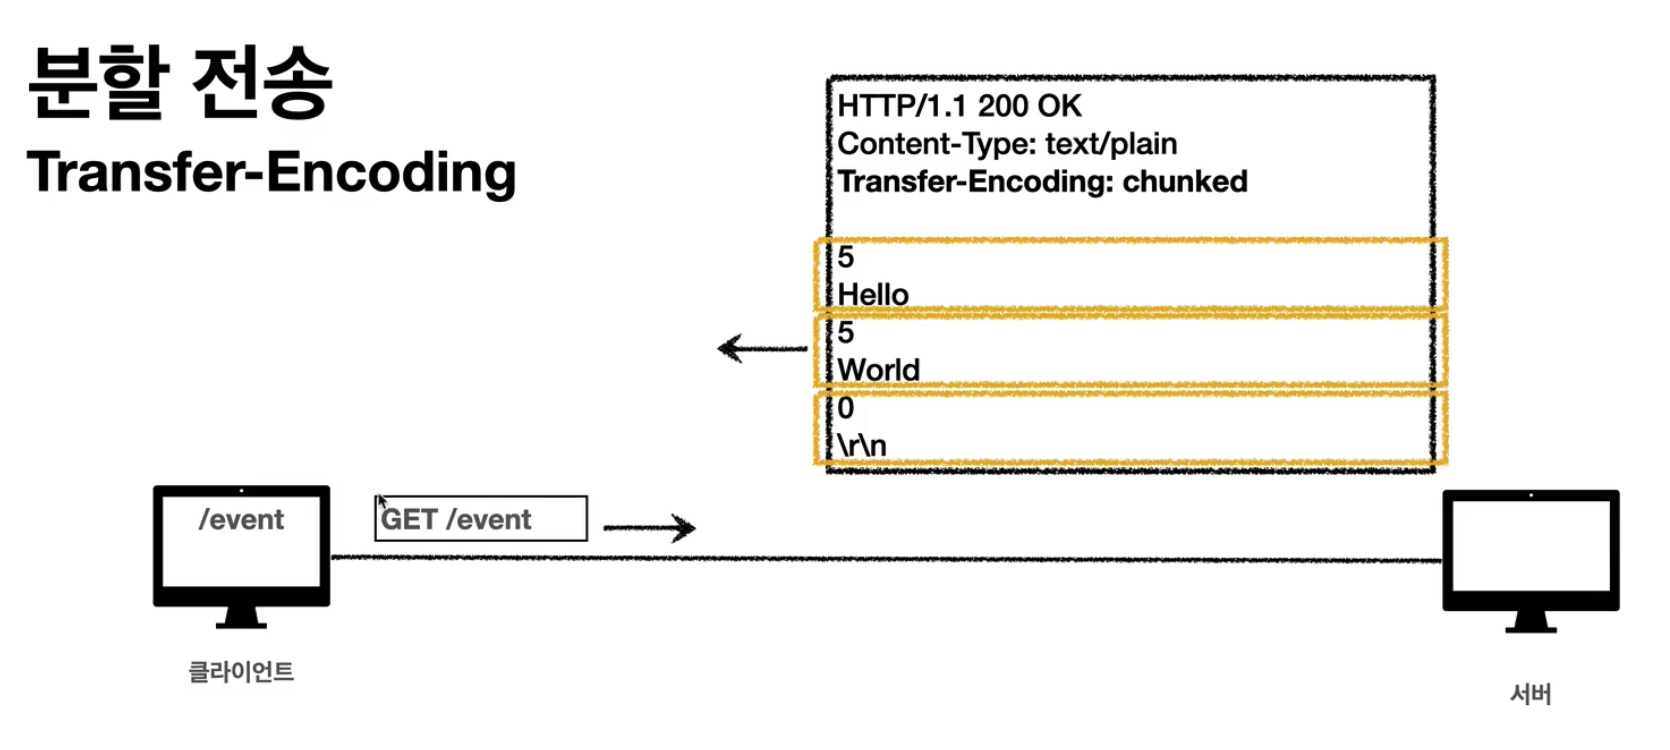 분할 전송
Transfer-Encoding
HTTP/1.1 200 OK
Content-Type: text/plain
Transfer-Encoding: chunked
5
Hello
5
World
0
\r\n
/event
GET /event
클라이언트
서버